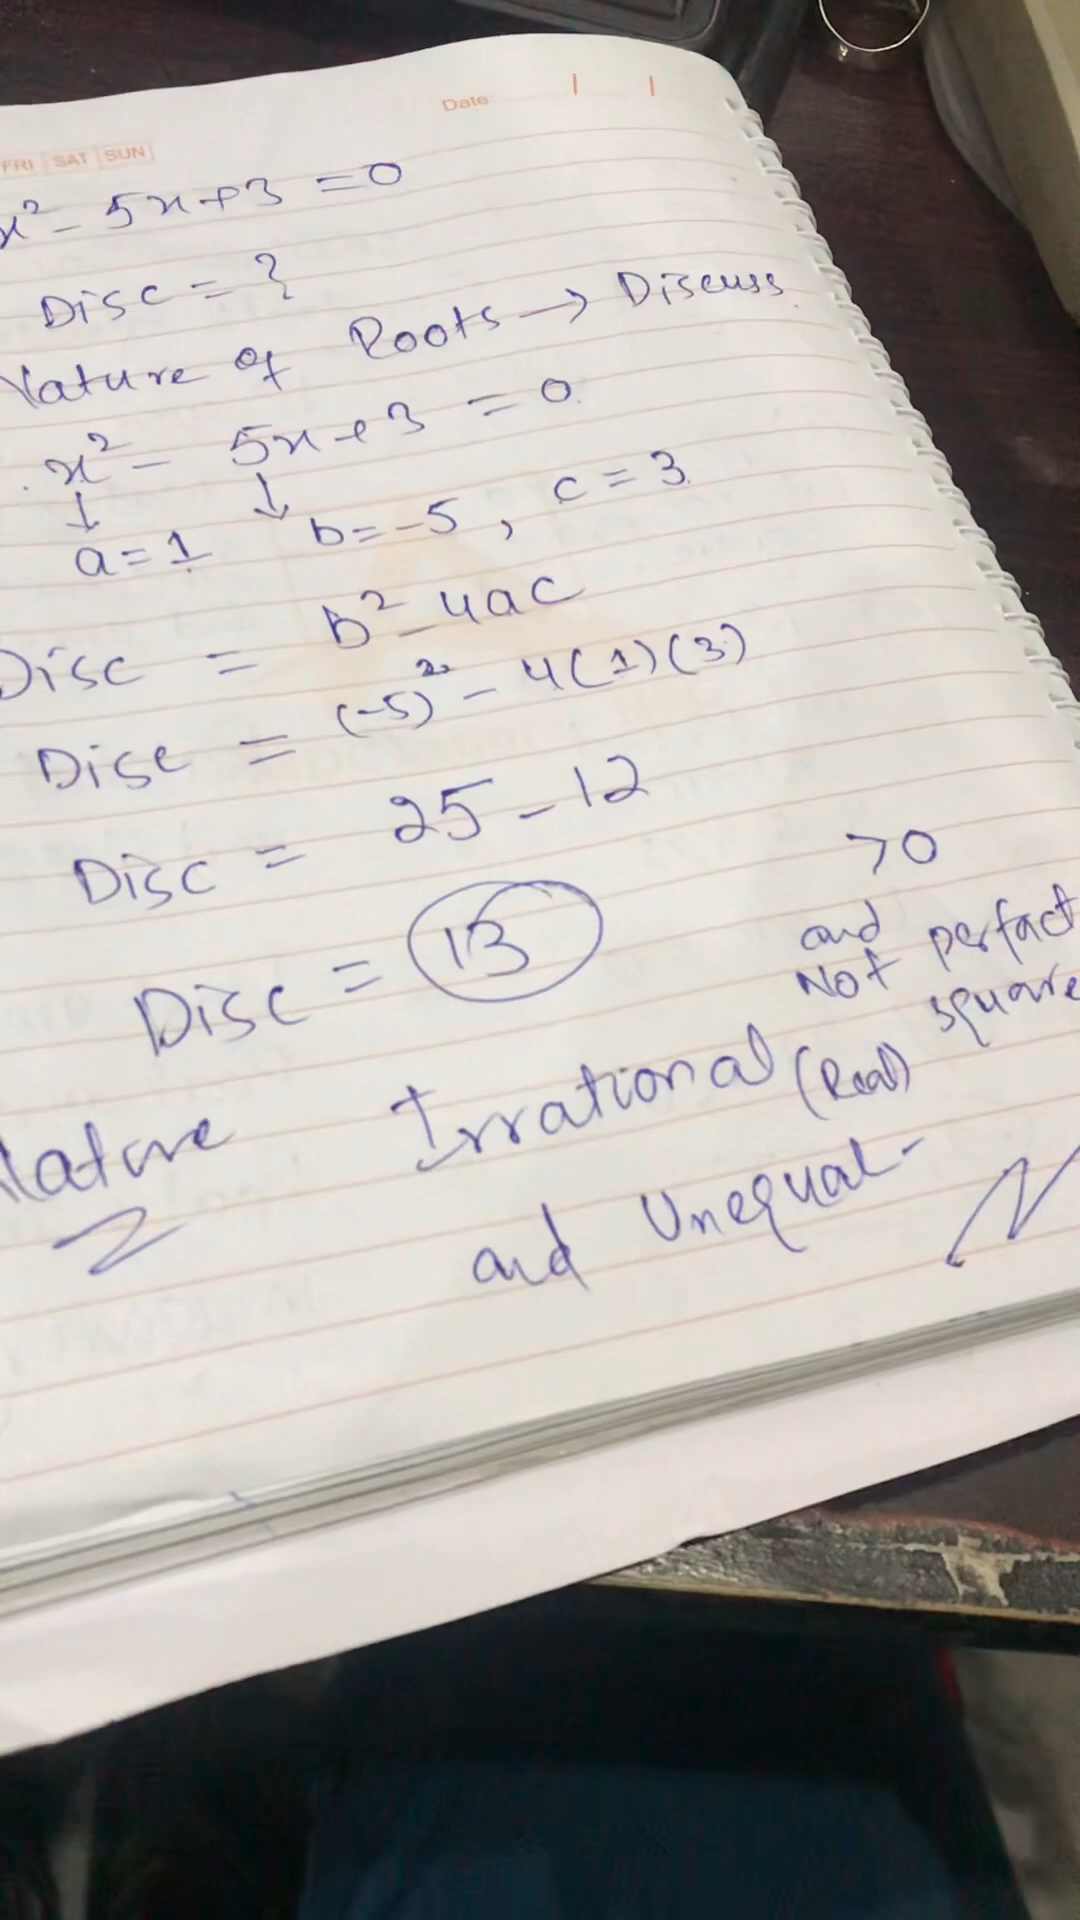 Date: / /
FRI SAT SUN
x² - 5x + 3 = 0
Disc = ?
Nature of Roots → Discuss
x² - 5x + 3 = 0
↓ ↓
a = 1 b = -5 , c = 3
Disc = b² - 4ac
Disc = (-5)² - 4(1)(3)
Disc = 25 - 12
Disc = 13 > 0
and Not perfact square
Nature Irrational (Real)
and Unequal